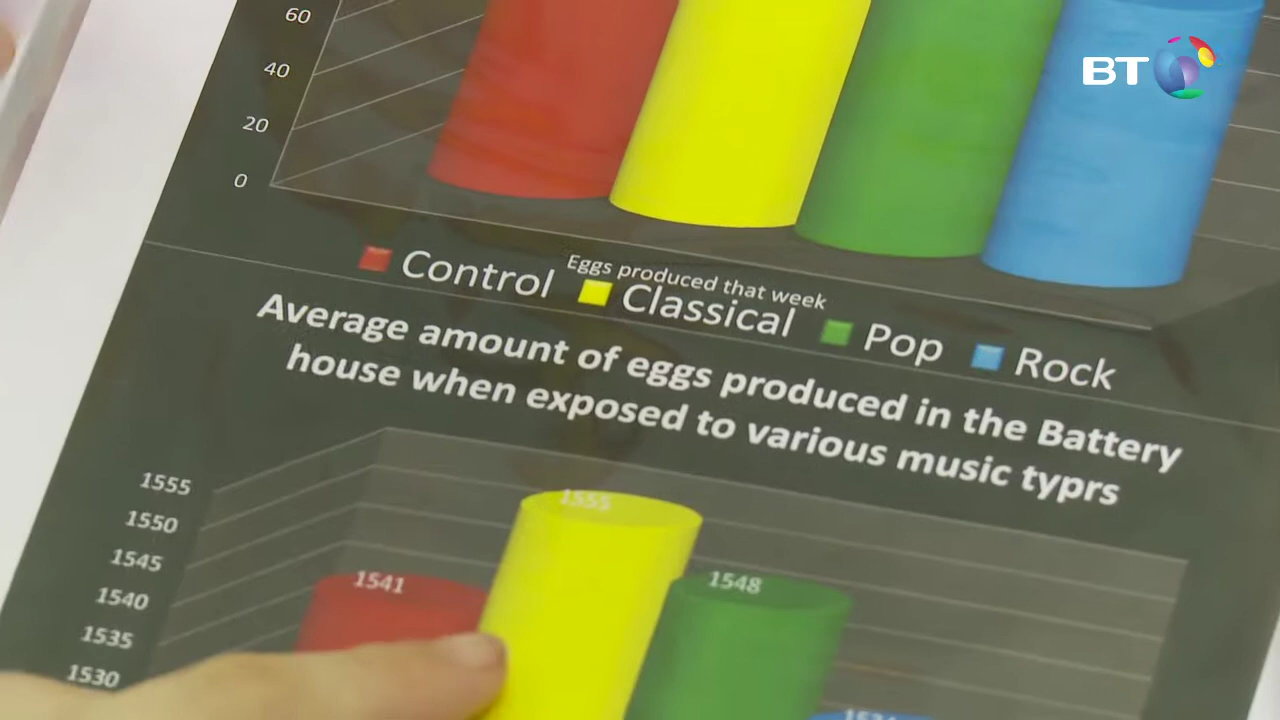 60
BT
40
20
0
Eggs produced that week
Control Classical Pop Rock
Average amount of eggs produced in the Battery
house when exposed to various music typrs
1555
1550
1545
1540
1535
1530
1541
1553
1548